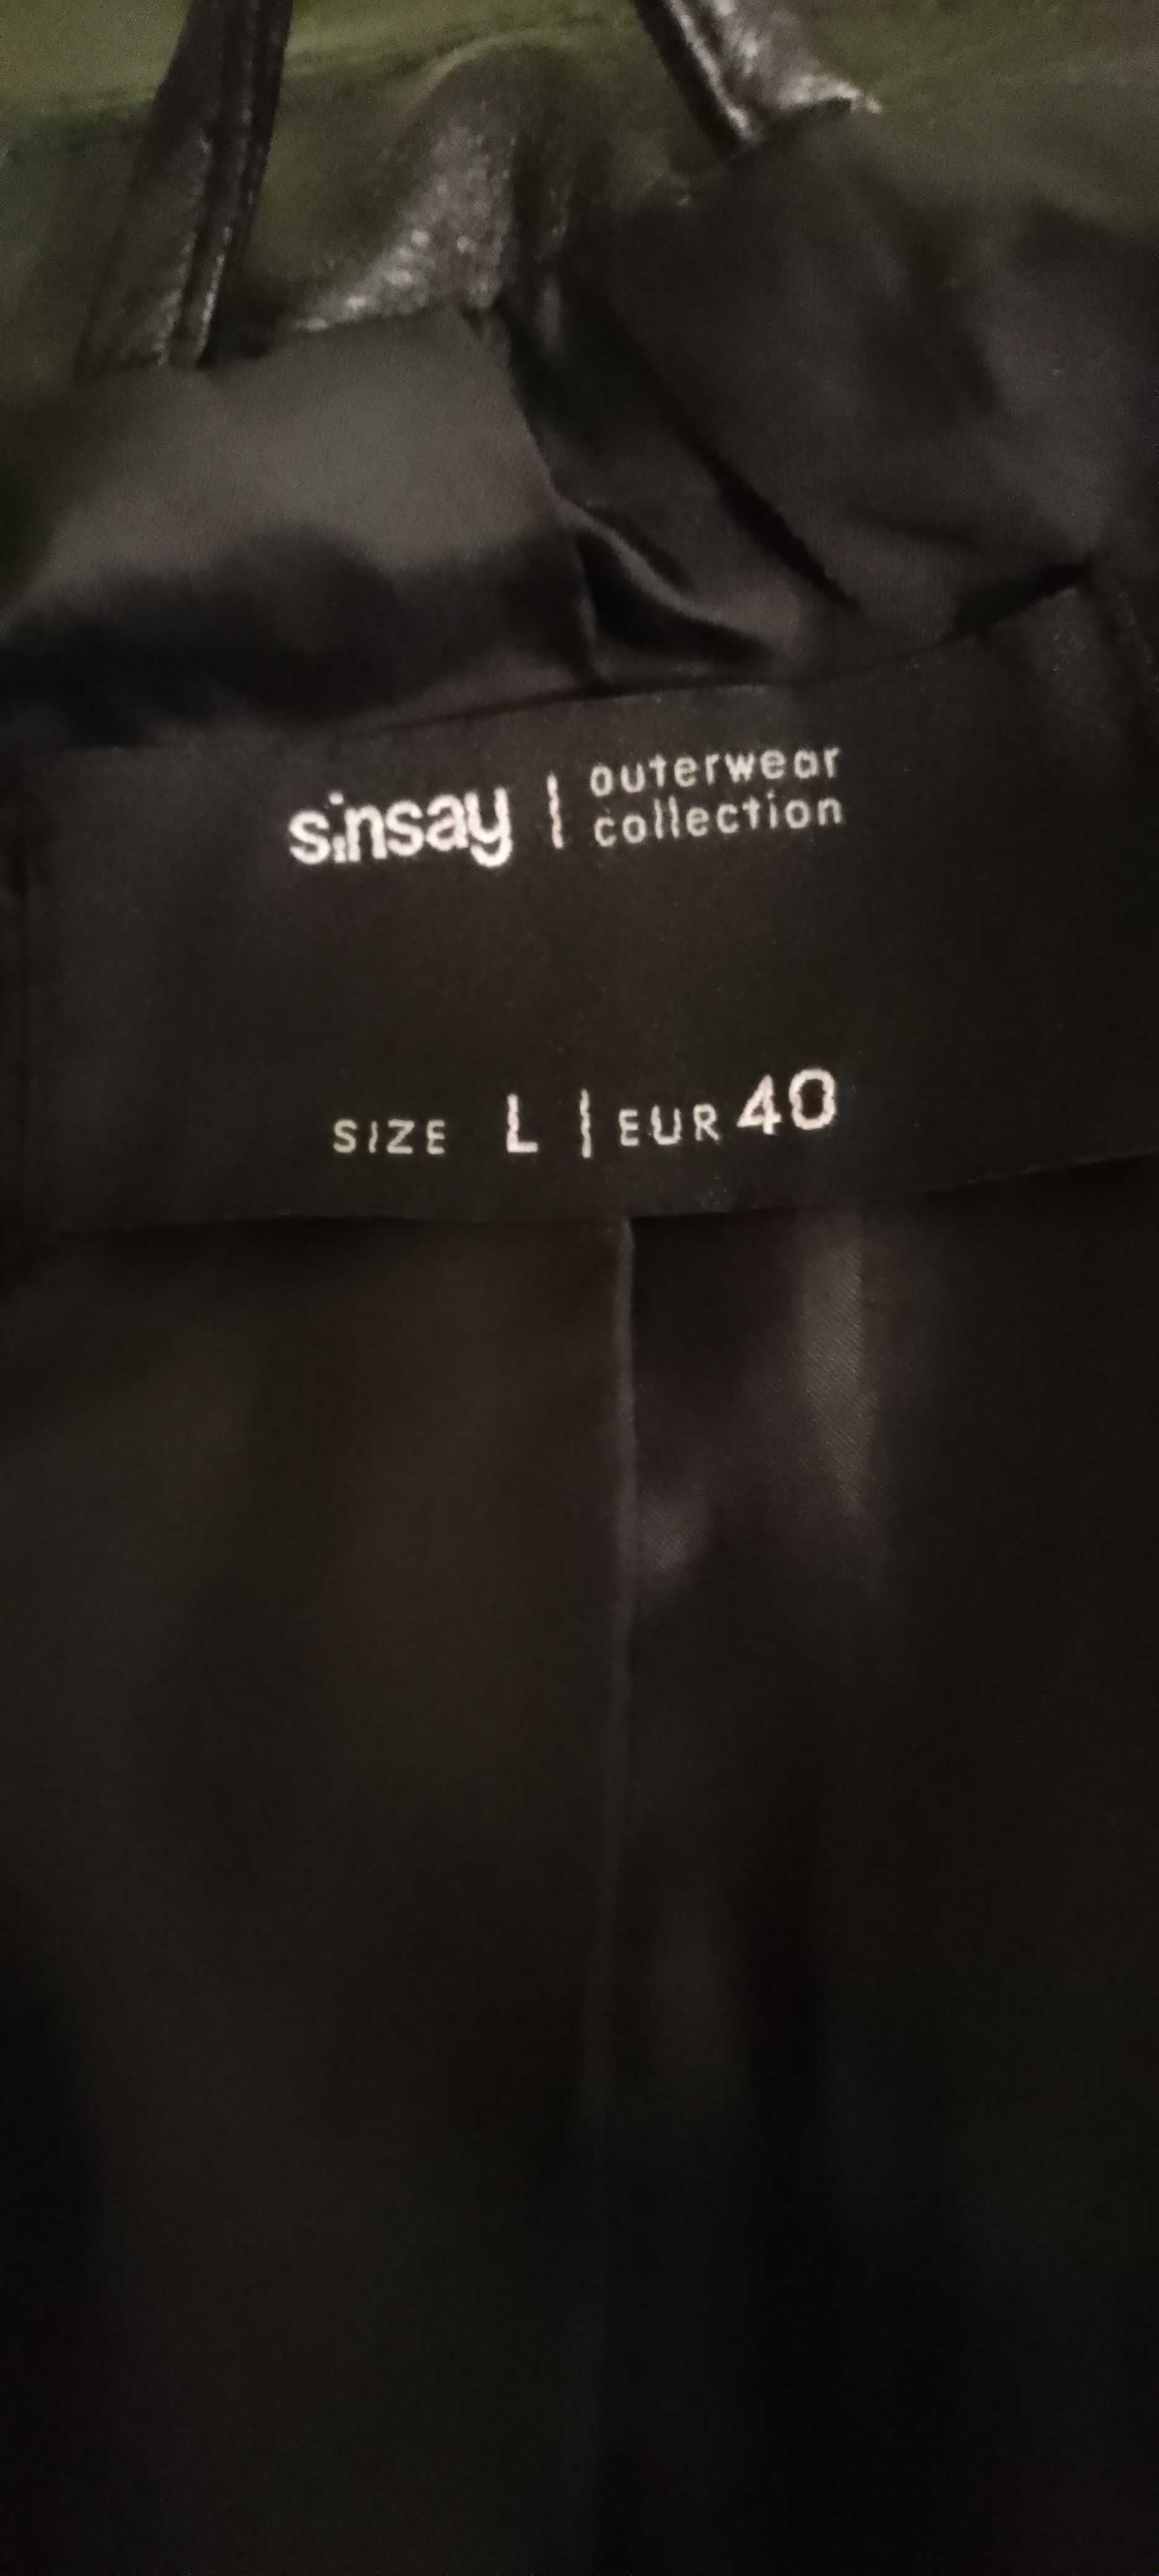 sinsay | outerwear
collection
SIZE L | EUR 40